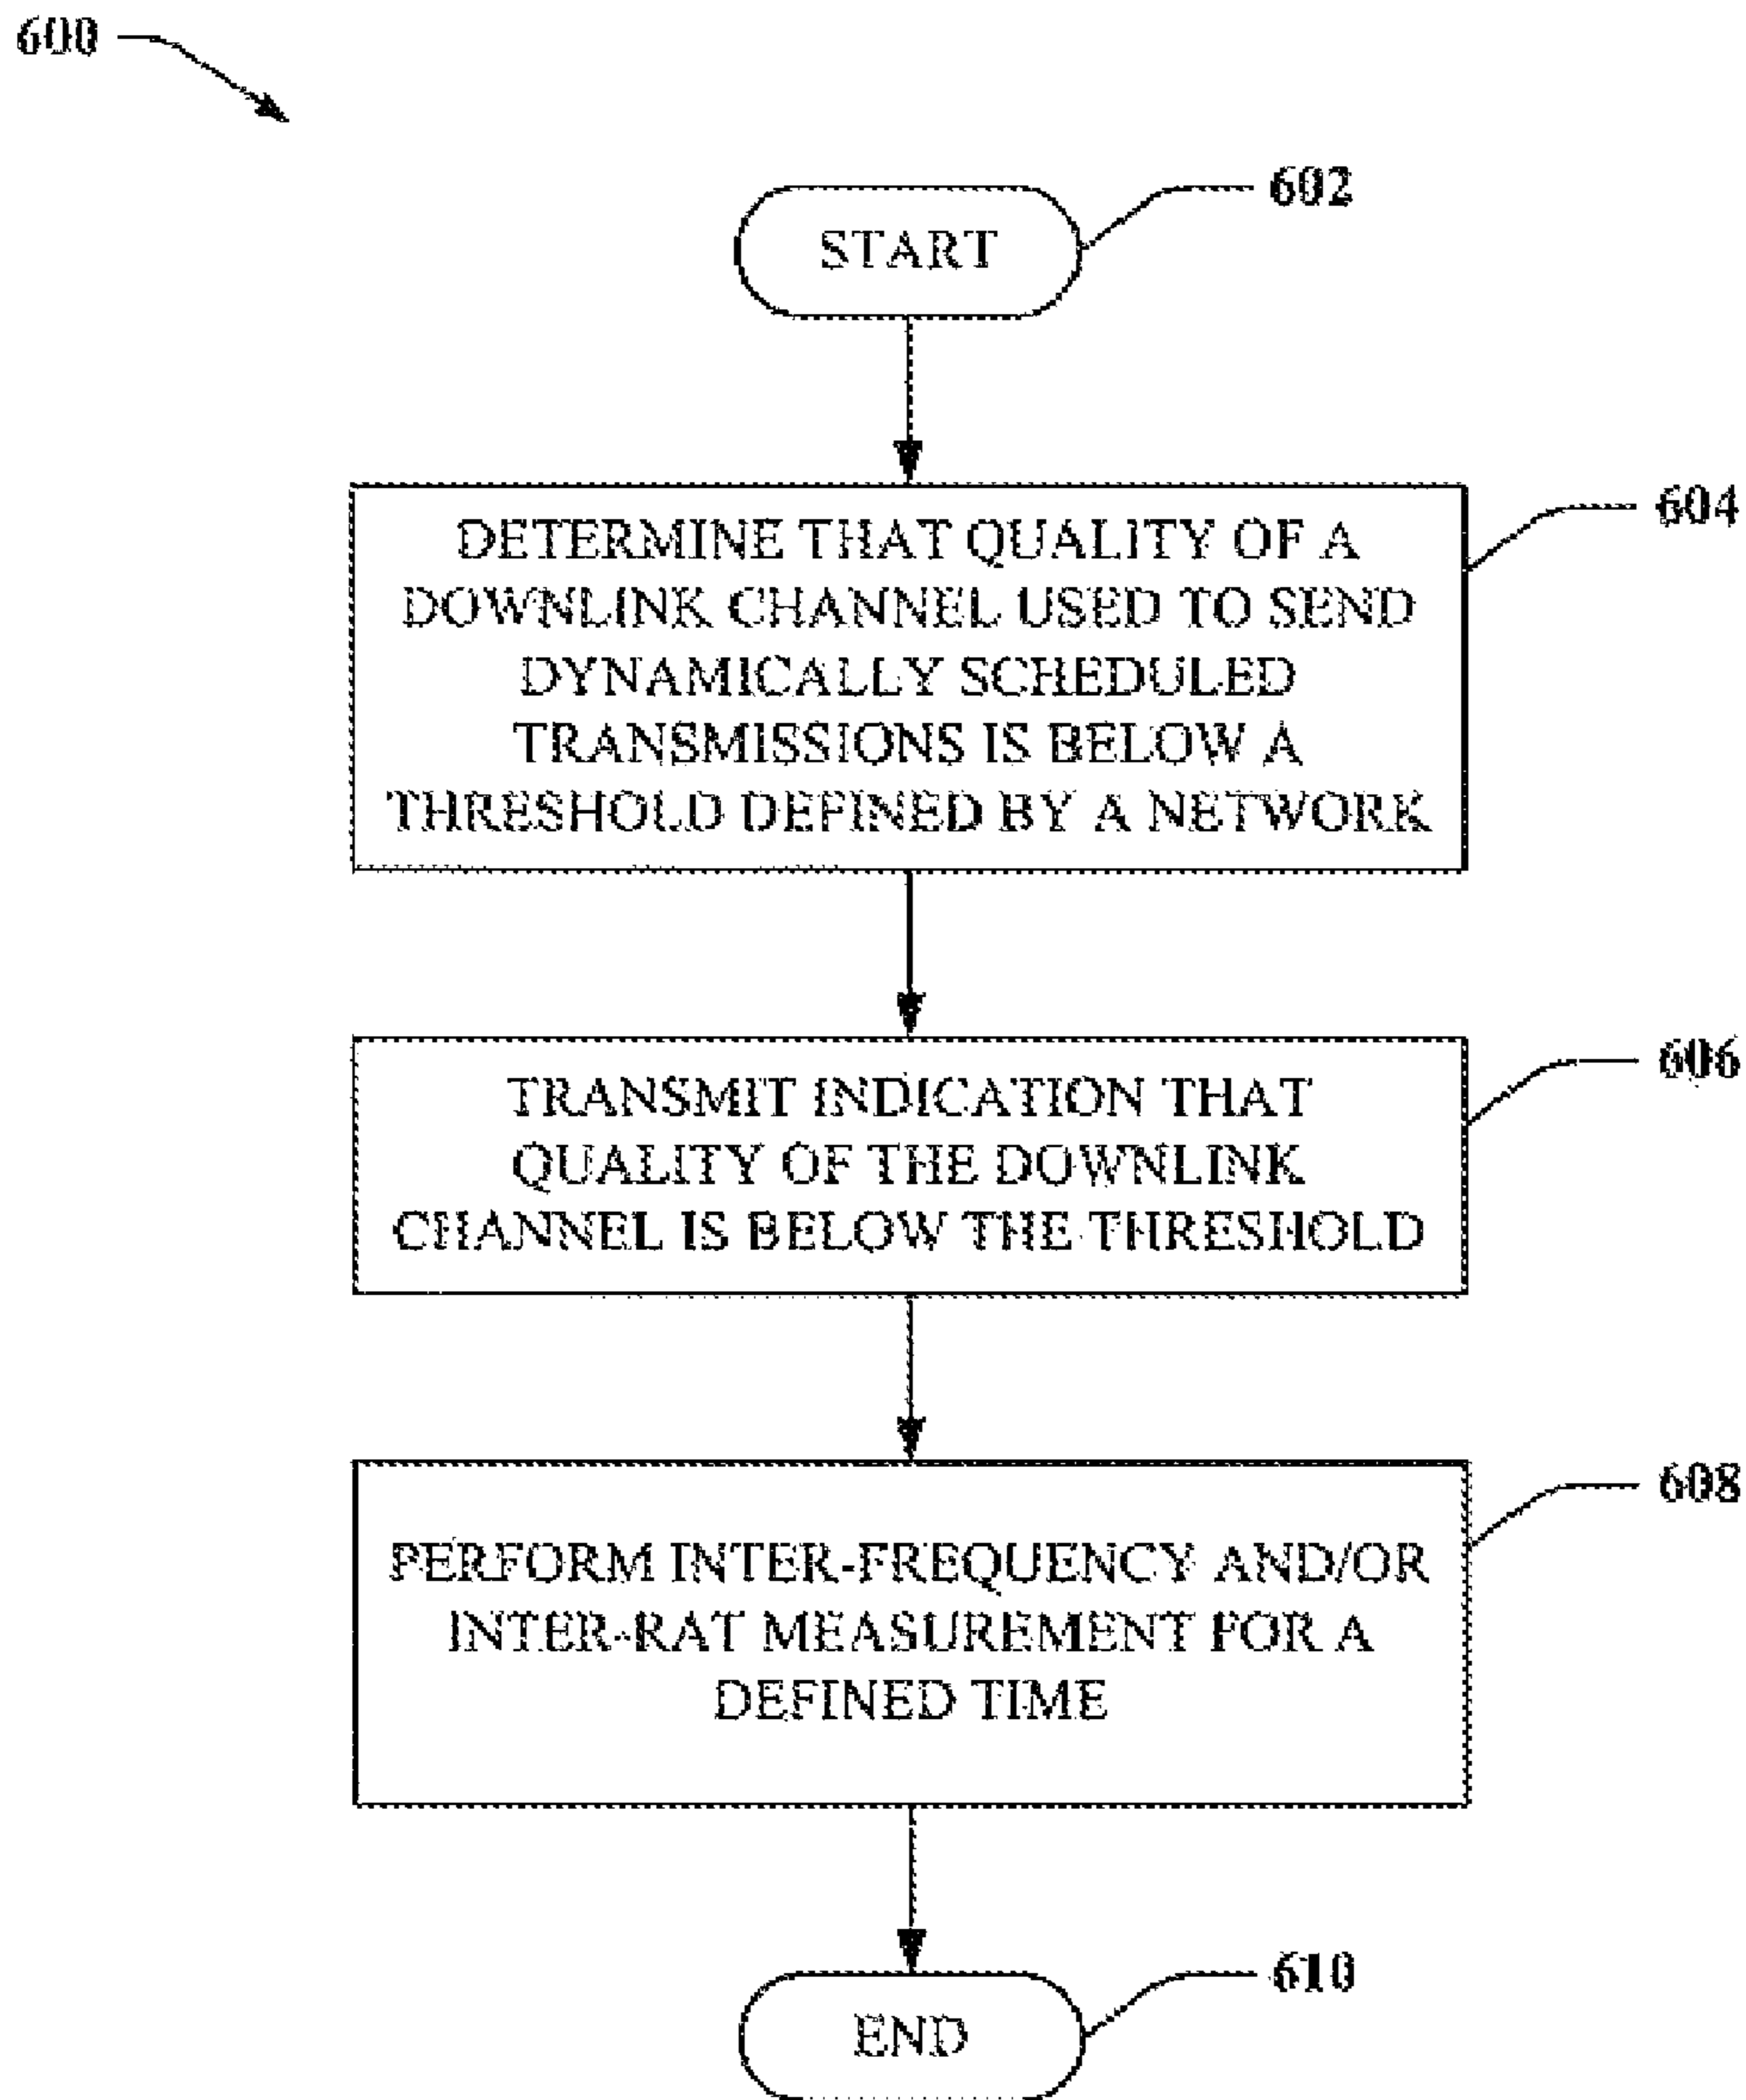 600
602
START
604
DETERMINE THAT QUALITY OF A
DOWNLINK CHANNEL USED TO SEND
DYNAMICALLY SCHEDULED
TRANSMISSIONS IS BELOW A
THRESHOLD DEFINED BY A NETWORK
606
TRANSMIT INDICATION THAT
QUALITY OF THE DOWNLINK
CHANNEL IS BELOW THE THRESHOLD
608
PERFORM INTER-FREQUENCY AND/OR
INTER-RAT MEASUREMENT FOR A
DEFINED TIME
610
END